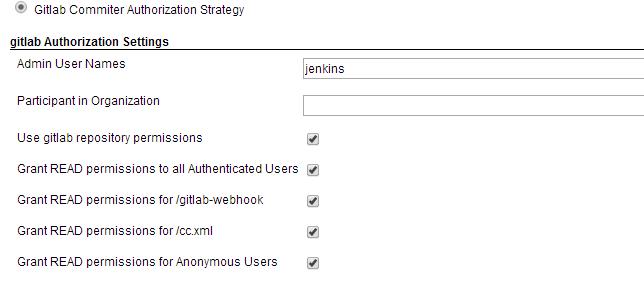 Gitlab Commiter Authorization Strategy
gitlab Authorization Settings
Admin User Names
jenkins
Participant in Organization
Use gitlab repository permissions
Grant READ permissions to all Authenticated Users
Grant READ permissions for /gitlab-webhook
Grant READ permissions for /cc.xml
Grant READ permissions for Anonymous Users